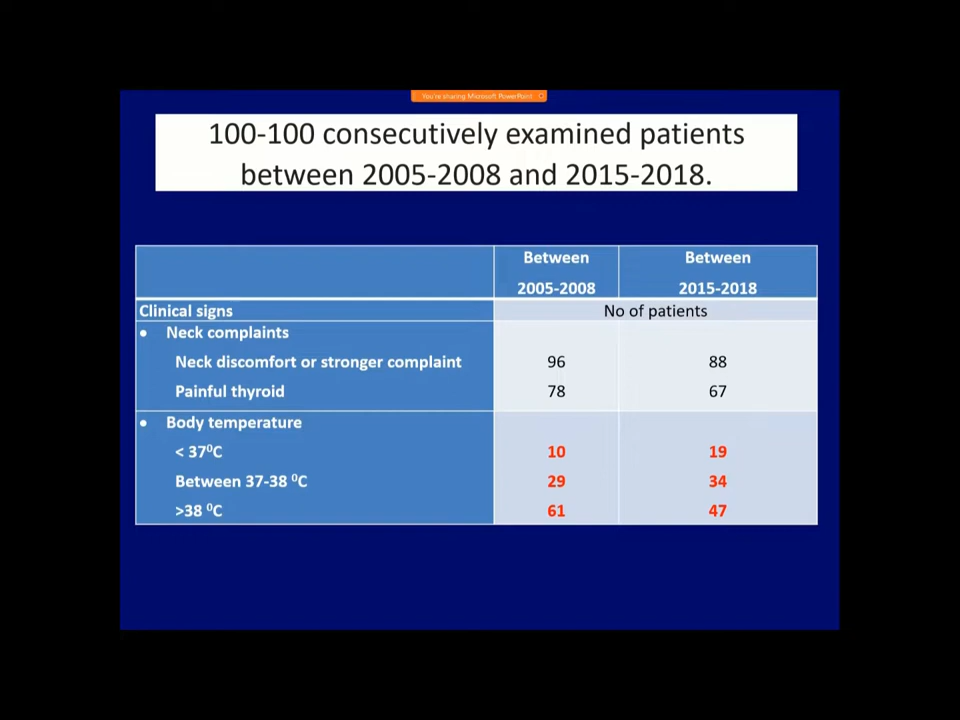 You're sharing Microsoft PowerPoint
100-100 consecutively examined patients
between 2005-2008 and 2015-2018.
Between Between
2005-2008 2015-2018
Clinical signs No of patients
• Neck complaints
Neck discomfort or stronger complaint 96 88
Painful thyroid 78 67
• Body temperature
< 37⁰C 10 19
Between 37-38 ⁰C 29 34
>38 ⁰C 61 47